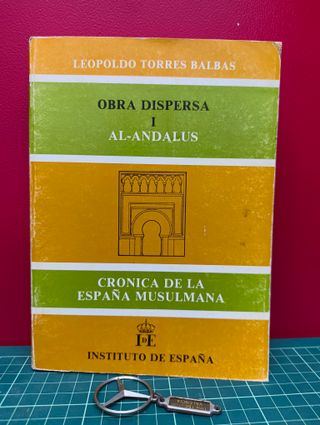 LEOPOLDO TORRES BALBAS
OBRA DISPERSA
I
AL-ANDALUS
CRONICA DE LA
ESPAÑA MUSULMANA
IDE
INSTITUTO DE ESPAÑA